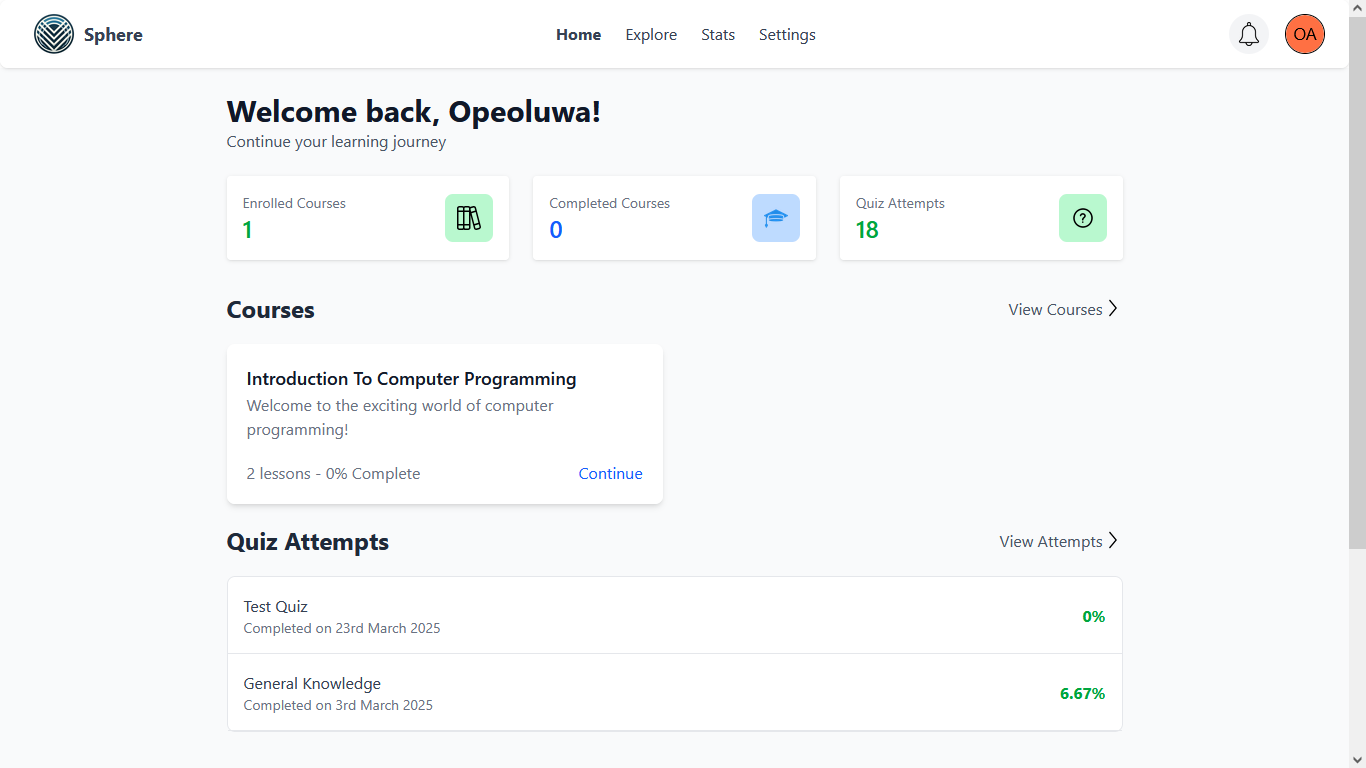 Sphere
Home Explore Stats Settings
OA
Welcome back, Opeoluwa!
Continue your learning journey
Enrolled Courses
1
Completed Courses
0
Quiz Attempts
18
Courses
View Courses
Introduction To Computer Programming
Welcome to the exciting world of computer
programming!
2 lessons - 0% Complete
Continue
Quiz Attempts
View Attempts
Test Quiz
Completed on 23rd March 2025
0%
General Knowledge
Completed on 3rd March 2025
6.67%